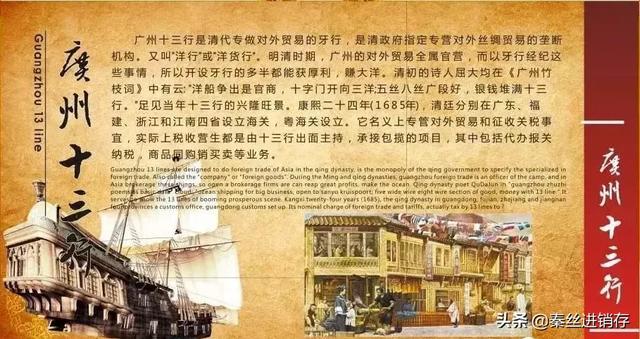 广州十三行
Guangzhou 13 line
广州十三行是清代专做对外贸易的牙行，是清政府指定专营对外丝绸贸易的垄断
机构。又叫"洋行"或"洋货行"。明清时期，广州的对外贸易全属官营，而以牙行经纪这
些事情，所以开设牙行的多半都能获厚利，赚大洋。清初的诗人屈大均在《广州竹
枝词》中有云:"洋船争出是官商，十字门开向三洋;五丝八丝广段好，银钱堆满十三
行。"足见当年十三行的兴隆旺景。康熙二十四年(1685年)，清廷分别在广东、福
建、浙江和江南四省设立海关，粤海关设立。它名义上专管对外贸易和征收关税事
宜，实际上税收营生都是由十三行出面主持，承接包揽的项目，其中包括代办报关
纳税，商品同购销买卖等业务。
Guangzhou 13 lines are designed to do foreign trade of Asia in the qing dynasty, is the monopoly of the qing government to specify the specialized in
foreign trade. Also called the "company" or "foreign goods". During the Ming and qing dynasties, guangzhou foreign trade is an officer of the camp, and in
Asia brokerage these things, so open a brokerage firms are can reap great profits, make the ocean. Qing dynasty poet QuDaJun in "guangzhou zhuzhi
ocean shipping for big business, open to sanyu kruisspoort; five wide wire eight wire section of good, money with 13 line." It
the 13 lines of booming prosperous scene. Kangxi twenty-four years (1685), the qing dynasty in guangdong, fujian, zhejiang and jiangnan
four provinces a customs office, guangdong customs set up. Its nominal charge of foreign trade and tariffs, actually tax by 13 lines to?
广州十三行
头条 @秦丝进销存